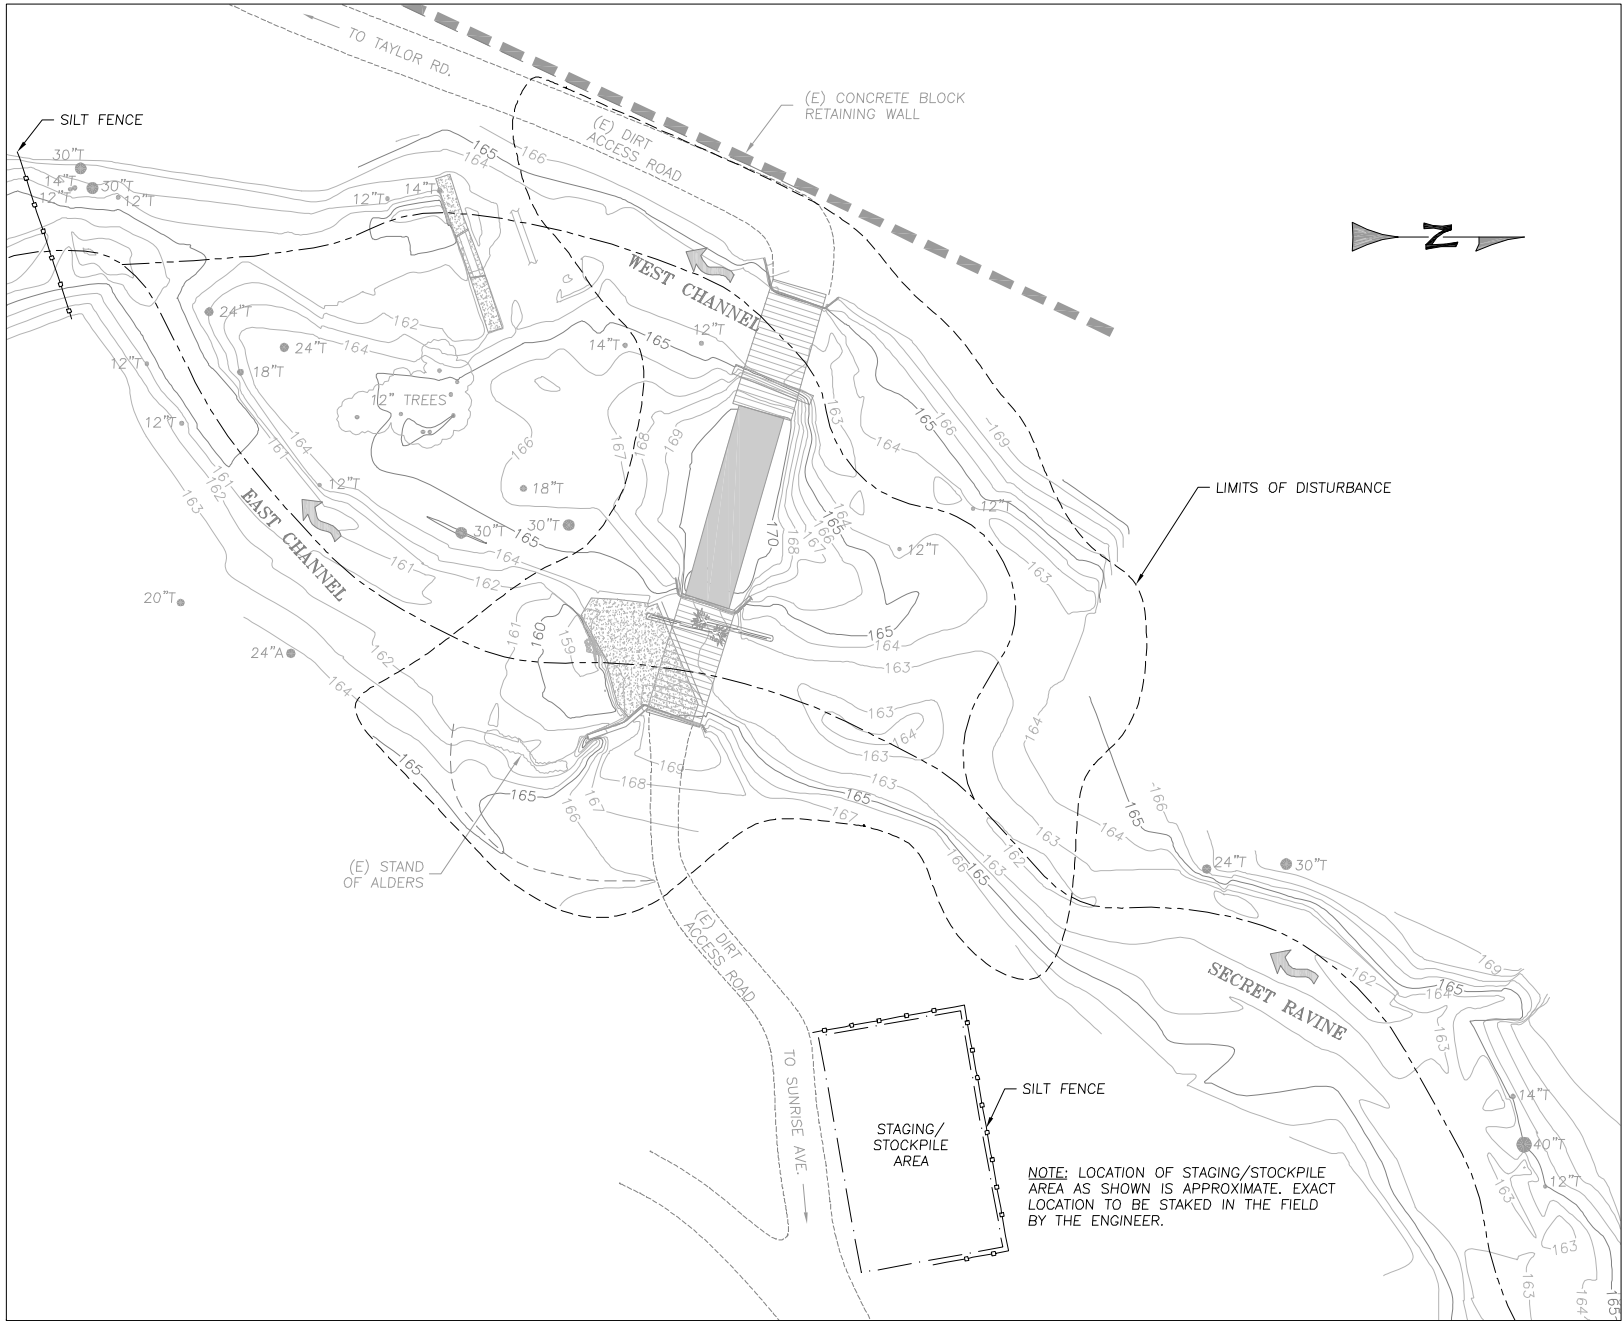 TO TAYLOR RD.
(E) CONCRETE BLOCK
RETAINING WALL
SILT FENCE
(E) DIRT
ACCESS ROAD
165
164
166
30"T
14"T
30"T
12"T
12"T
12"T
14"T
N
WEST CHANNEL
24"T
162
164
24"T
18"T
12"T
14"T
165
12"T
12" TREES
163
165
166
169
164
12"T
166
167
168
169
161
164
161
162
163
12"T
18"T
30"T
30"T
165
164
EAST CHANNEL
161
162
170
168
167
166
165
164
12"T
12"T
163
LIMITS OF DISTURBANCE
20"T
24"A
162
164
161
160
159
165
164
163
163
164
163
164
165
165
168
169
167
166
163
165
167
163
164
165
166
(E) STAND
OF ALDERS
166
165
163
162
24"T
30"T
(E) DIRT
ACCESS ROAD
SECRET RAVINE
162
164
165
169
163
TO SUNRISE AVE.
SILT FENCE
STAGING/
STOCKPILE
AREA
NOTE: LOCATION OF STAGING/STOCKPILE
AREA AS SHOWN IS APPROXIMATE. EXACT
LOCATION TO BE STAKED IN THE FIELD
BY THE ENGINEER.
14"T
40"T
12"T
163
163
163
164
165